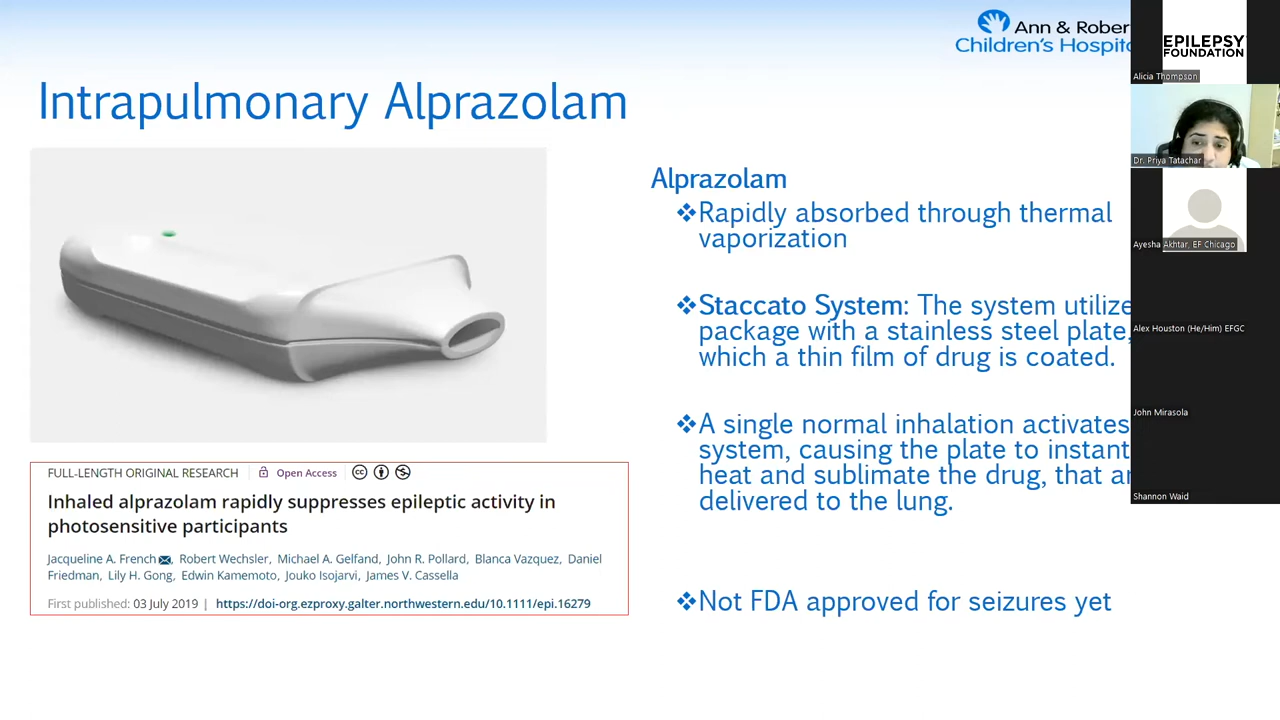 Ann & Rober
Children's Hospita
Intrapulmonary Alprazolam
Alprazolam
❖Rapidly absorbed through thermal
vaporization
❖Staccato System: The system utilize
package with a stainless steel plate,
which a thin film of drug is coated.
❖A single normal inhalation activates
system, causing the plate to instant
heat and sublimate the drug, that ar
delivered to the lung.
❖Not FDA approved for seizures yet
FULL-LENGTH ORIGINAL RESEARCH Open Access
Inhaled alprazolam rapidly suppresses epileptic activity in
photosensitive participants
Jacqueline A. French, Robert Wechsler, Michael A. Gelfand, John R. Pollard, Blanca Vazquez, Daniel
Friedman, Lily H. Gong, Edwin Kamemoto, Jouko Isojarvi, James V. Cassella
First published: 03 July 2019 | https://doi-org.ezproxy.galter.northwestern.edu/10.1111/epi.16279
EPILEPSY
FOUNDATION
Alicia Thompson
Dr. Priya Tatachar
Ayesha Akhtar, EF Chicago
Alex Houston (He/Him) EFGC
John Mirasola
Shannon Waid